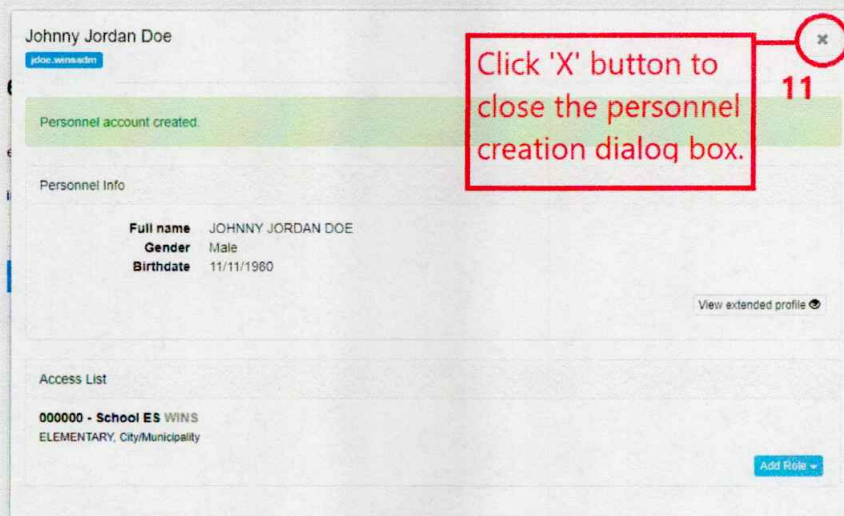 Johnny Jordan Doe
jdoe.winsadm
Click 'X' button to
close the personnel
creation dialog box.
11
Personnel account created.
Personnel Info
Full name JOHNNY JORDAN DOE
Gender Male
Birthdate 11/11/1980
View extended profile
Access List
000000 - School ES WINS
ELEMENTARY, City/Municipality
Add Role